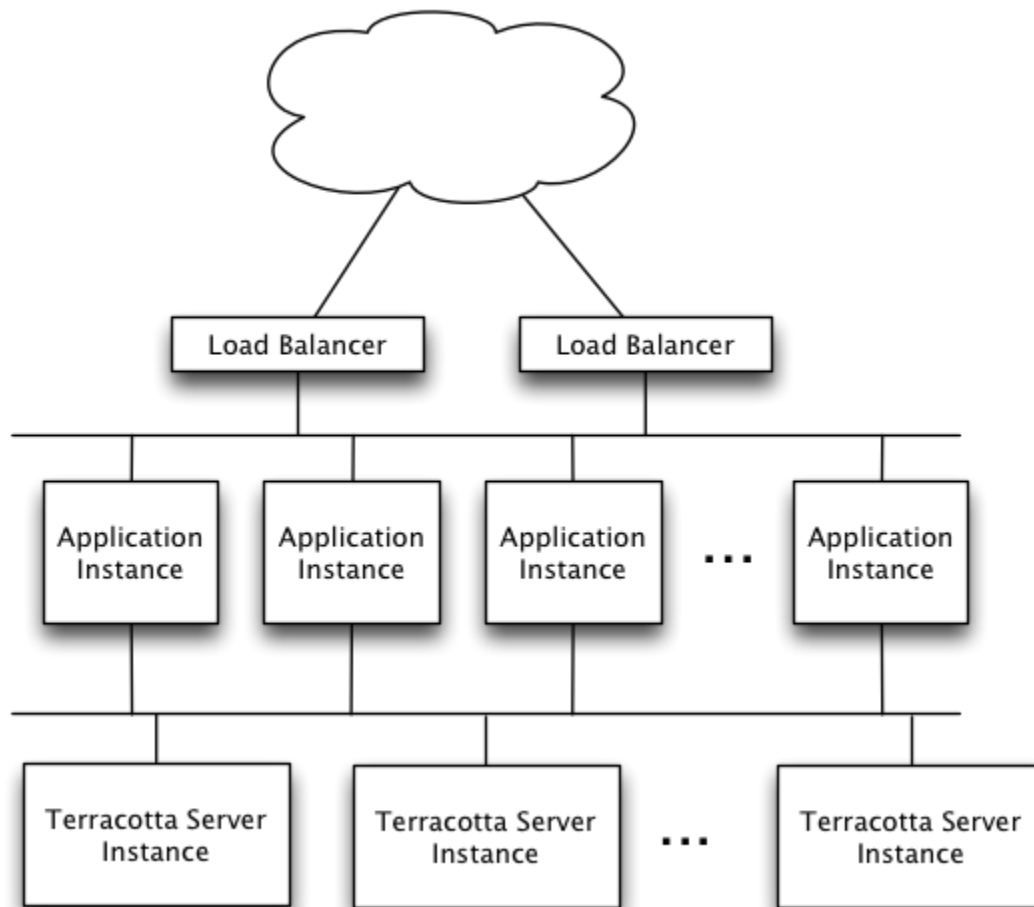 Load Balancer
Load Balancer
Application
Instance
Application
Instance
Application
Instance
...
Application
Instance
Terracotta Server
Instance
Terracotta Server
Instance
...
Terracotta Server
Instance